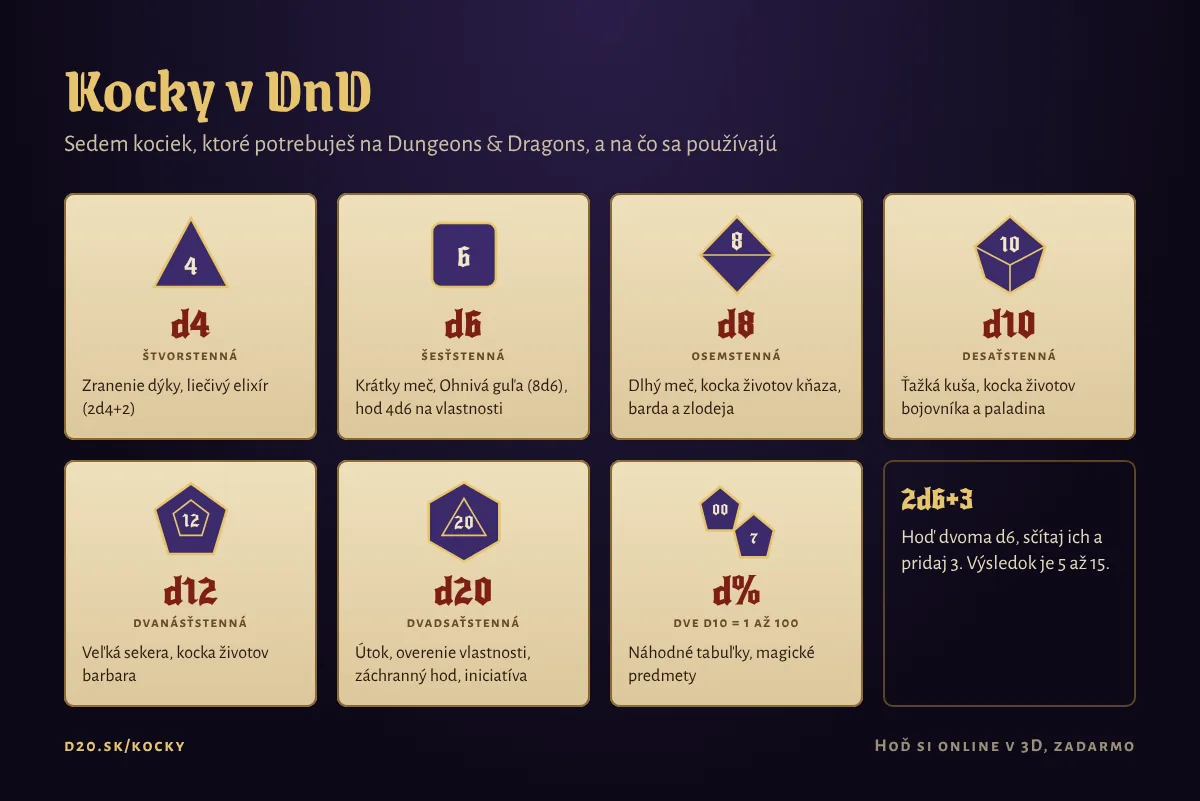 Kocky v DnD
Sedem kociek, ktoré potrebuješ na Dungeons & Dragons, a na čo sa používajú
4
d4
ŠTVORSTENNÁ
Zranenie dýky, liečivý elixír
(2d4+2)
6
d6
ŠESŤSTENNÁ
Krátky meč, Ohnivá guľa (8d6),
hod 4d6 na vlastnosti
8
d8
OSEMSTENNÁ
Dlhý meč, kocka životov kňaza,
barda a zlodeja
10
d10
DESAŤSTENNÁ
Ťažká kuša, kocka životov
bojovníka a paladina
12
d12
DVANÁSŤSTENNÁ
Veľká sekera, kocka životov
barbara
20
d20
DVADSAŤSTENNÁ
Útok, overenie vlastnosti,
záchranný hod, iniciatíva
00
7
d%
DVE D10 = 1 AŽ 100
Náhodné tabuľky, magické
predmety
2d6+3
Hoď dvoma d6, sčítaj ich a
pridaj 3. Výsledok je 5 až 15.
D20.SK/KOCKY
HOĎ SI ONLINE V 3D, ZADARMO